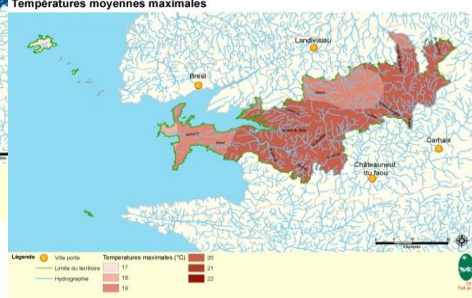 Températures moyennes maximales
Landivisiau
Brest
Carhaix
Châteauneuf
du faou
Légende
Ville porte
Limite du territoire
Hydrographie
Températures maximales (°C)
17
18
19
20
21
22